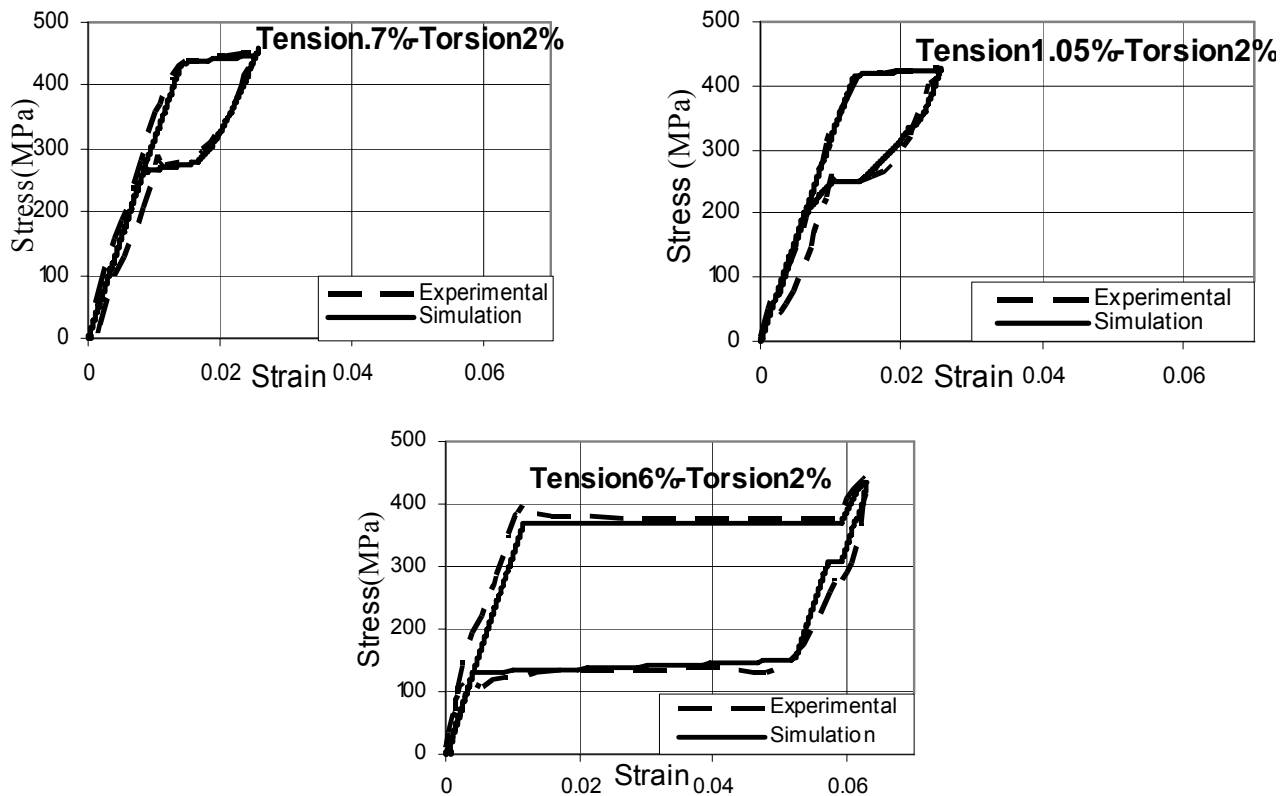 Tension.7%-Torsion2%
Stress(MPa)
500
400
300
200
100
0
Experimental
Simulation
0 0.02 0.04 0.06
Strain
Tension1.05%-Torsion2%
Stress (MPa)
500
400
300
200
100
0
Experimental
Simulation
0 0.02 0.04 0.06
Strain
Tension6%-Torsion2%
Stress(MPa)
500
400
300
200
100
0
Experimental
Simulation
0 0.02 0.04 0.06
Strain